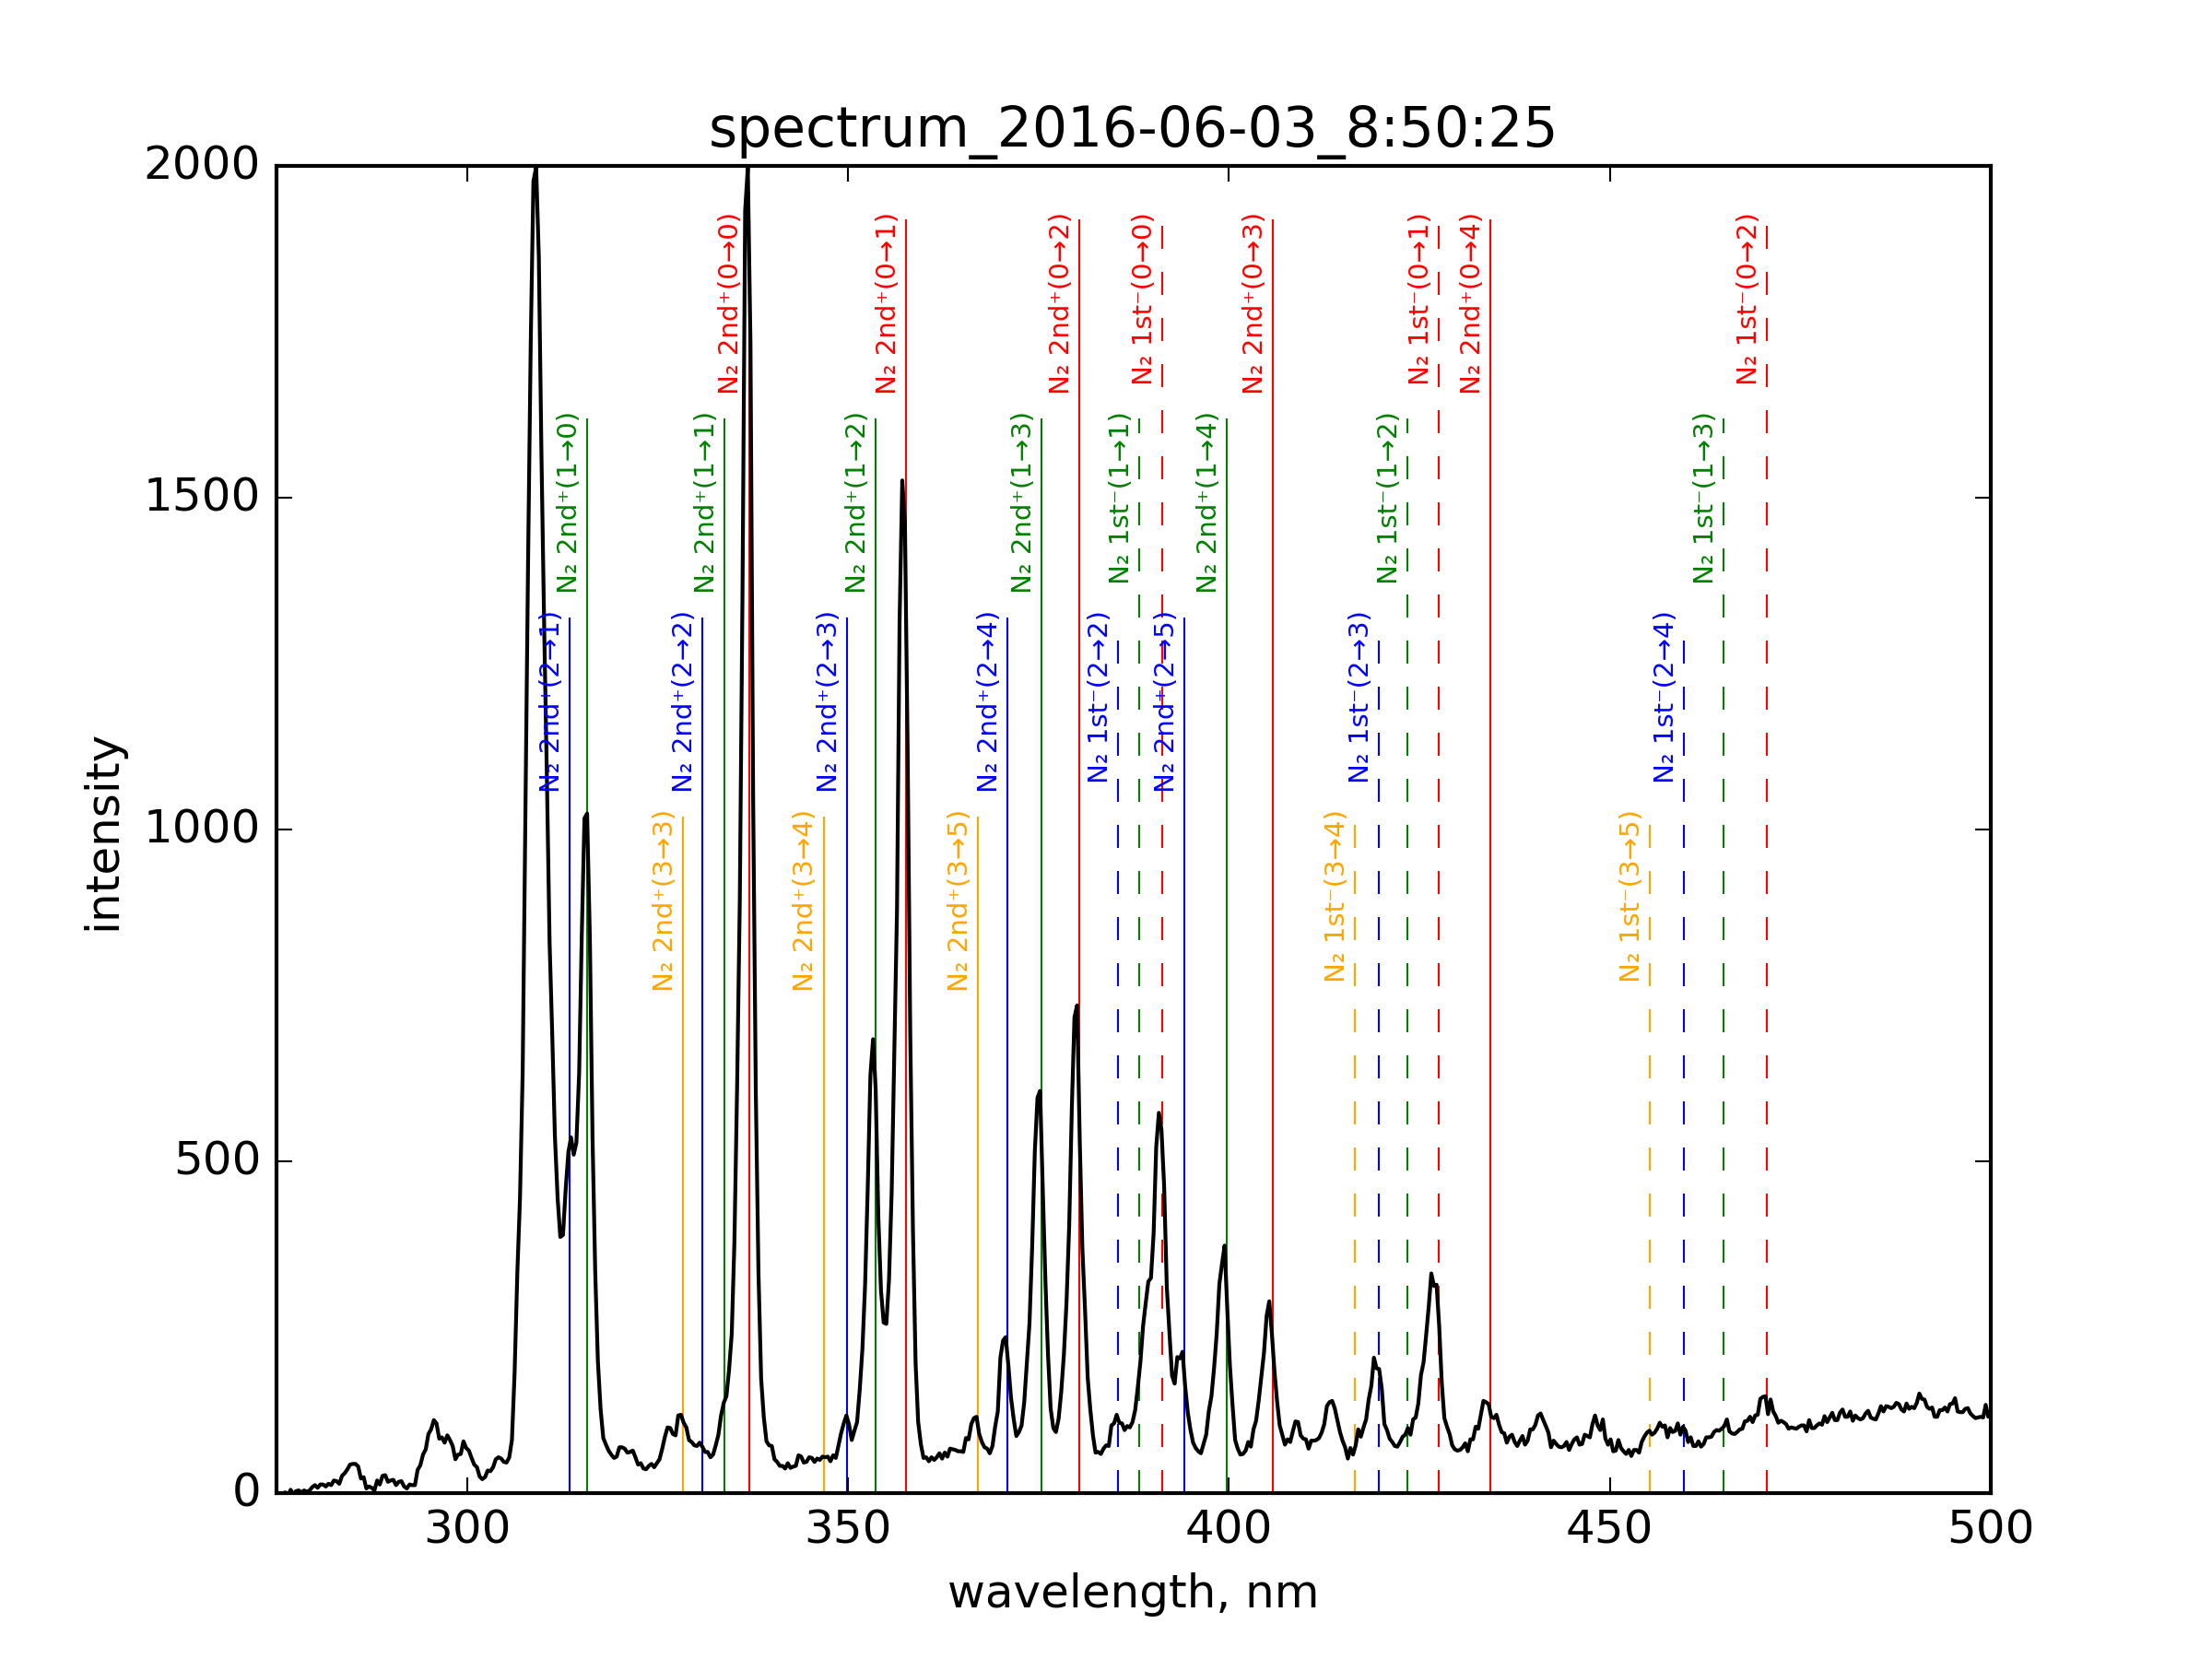 spectrum_2016-06-03_8:50:25
2000
1500
1000
500
0
intensity
N₂ 2nd⁺(0→0)
N₂ 2nd⁺(0→1)
N₂ 2nd⁺(0→2)
N₂ 1st⁻(0→0)
N₂ 2nd⁺(0→3)
N₂ 1st⁻(0→1)
N₂ 2nd⁺(0→4)
N₂ 1st⁻(0→2)
N₂ 2nd⁺(1→0)
N₂ 2nd⁺(1→1)
N₂ 2nd⁺(1→2)
N₂ 2nd⁺(1→3)
N₂ 1st⁻(1→1)
N₂ 2nd⁺(1→4)
N₂ 1st⁻(1→2)
N₂ 1st⁻(1→3)
N₂ 2nd⁺(2→1)
N₂ 2nd⁺(2→2)
N₂ 2nd⁺(2→3)
N₂ 2nd⁺(2→4)
N₂ 1st⁻(2→2)
N₂ 2nd⁺(2→5)
N₂ 1st⁻(2→3)
N₂ 1st⁻(2→4)
N₂ 2nd⁺(3→3)
N₂ 2nd⁺(3→4)
N₂ 2nd⁺(3→5)
N₂ 1st⁻(3→4)
N₂ 1st⁻(3→5)
300 350 400 450 500
wavelength, nm